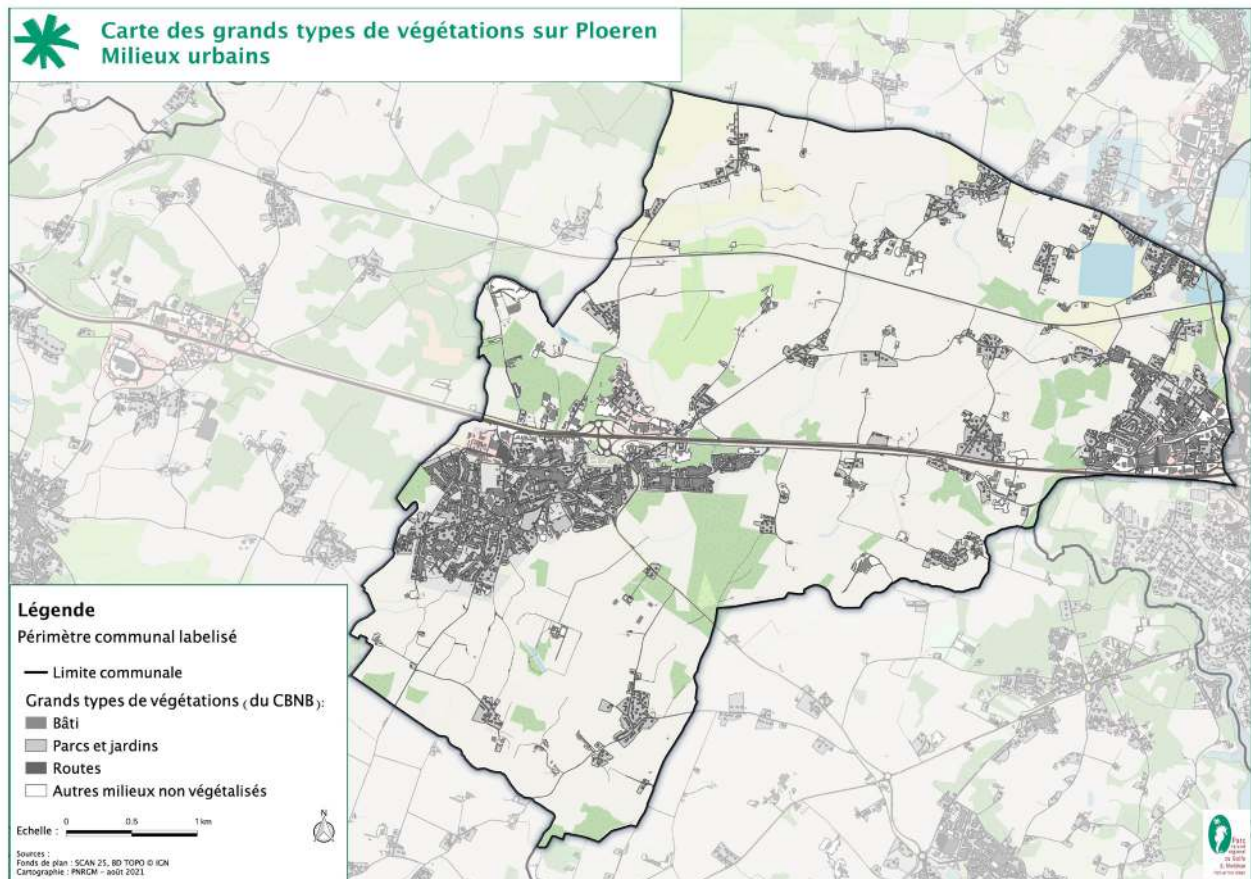 Carte des grands types de végétations sur Ploeren
Milieux urbains
Légende
Périmètre communal labelisé
Limite communale
Grands types de végétations (du CBNB):
Bâti
Parcs et jardins
Routes
Autres milieux non végétalisés
Echelle : 0 0.5 1 km
N
Sources :
Fonds de plan : SCAN 25, BD TOPO © IGN
Cartographie : PNRGM - août 2021
Parc